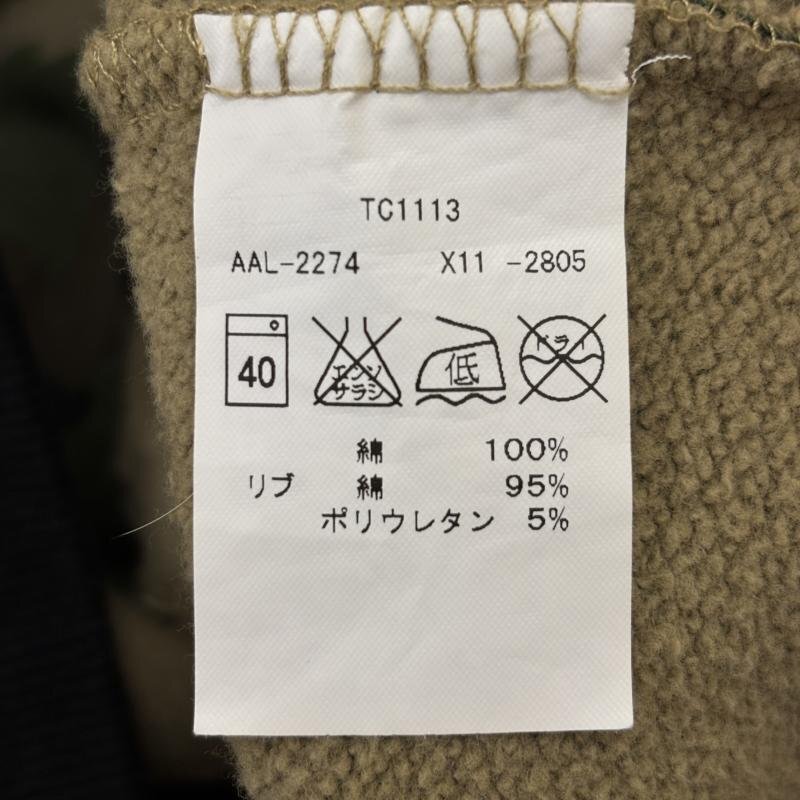 TC1113
AAL-2274 X11 -2805
40 エンソ 低 ドライ
サラシ
綿 100%
リブ 綿 95%
ポリウレタン 5%